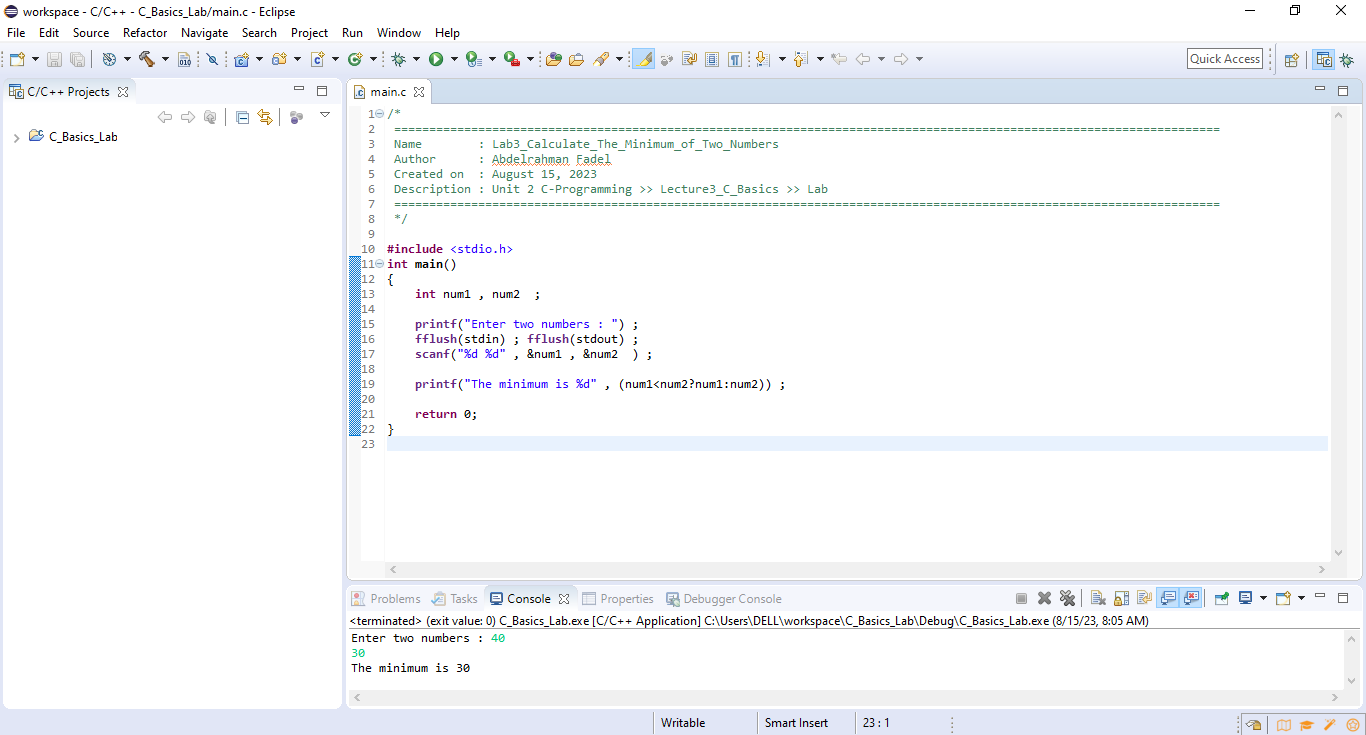 workspace - C/C++ - C_Basics_Lab/main.c - Eclipse
File Edit Source Refactor Navigate Search Project Run Window Help
Quick Access
C/C++ Projects
C_Basics_Lab
main.c
1 /*
2 ======================================================================================================================
3 Name : Lab3_Calculate_The_Minimum_of_Two_Numbers
4 Author : Abdelrahman Fadel
5 Created on : August 15, 2023
6 Description : Unit 2 C-Programming >> Lecture3_C_Basics >> Lab
7 ======================================================================================================================
8 */
9
10 #include <stdio.h>
11 int main()
12 {
13 int num1 , num2 ;
14
15 printf("Enter two numbers : ") ;
16 fflush(stdin) ; fflush(stdout) ;
17 scanf("%d %d" , &num1 , &num2 ) ;
18
19 printf("The minimum is %d" , (num1<num2?num1:num2)) ;
20
21 return 0;
22 }
23
Problems Tasks Console Properties Debugger Console
<terminated> (exit value: 0) C_Basics_Lab.exe [C/C++ Application] C:\Users\DELL\workspace\C_Basics_Lab\Debug\C_Basics_Lab.exe (8/15/23, 8:05 AM)
Enter two numbers : 40
30
The minimum is 30
Writable Smart Insert 23 : 1